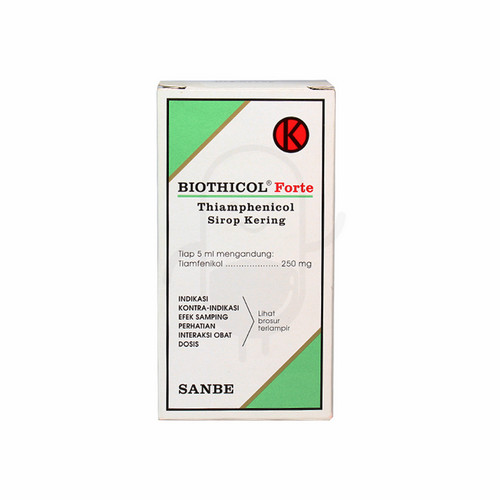 K
BIOTHICOL® Forte
Thiamphenicol
Sirop Kering
Tiap 5 ml mengandung:
Tiamfenikol .................... 250 mg
INDIKASI
KONTRA-INDIKASI
EFEK SAMPING
PERHATIAN
INTERAKSI OBAT
DOSIS
Lihat
brosur
terlampir
SANBE